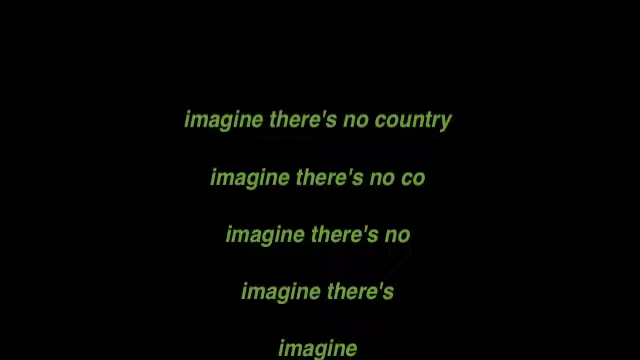 imagine there's no country
imagine there's no co
imagine there's no
imagine there's
imagine